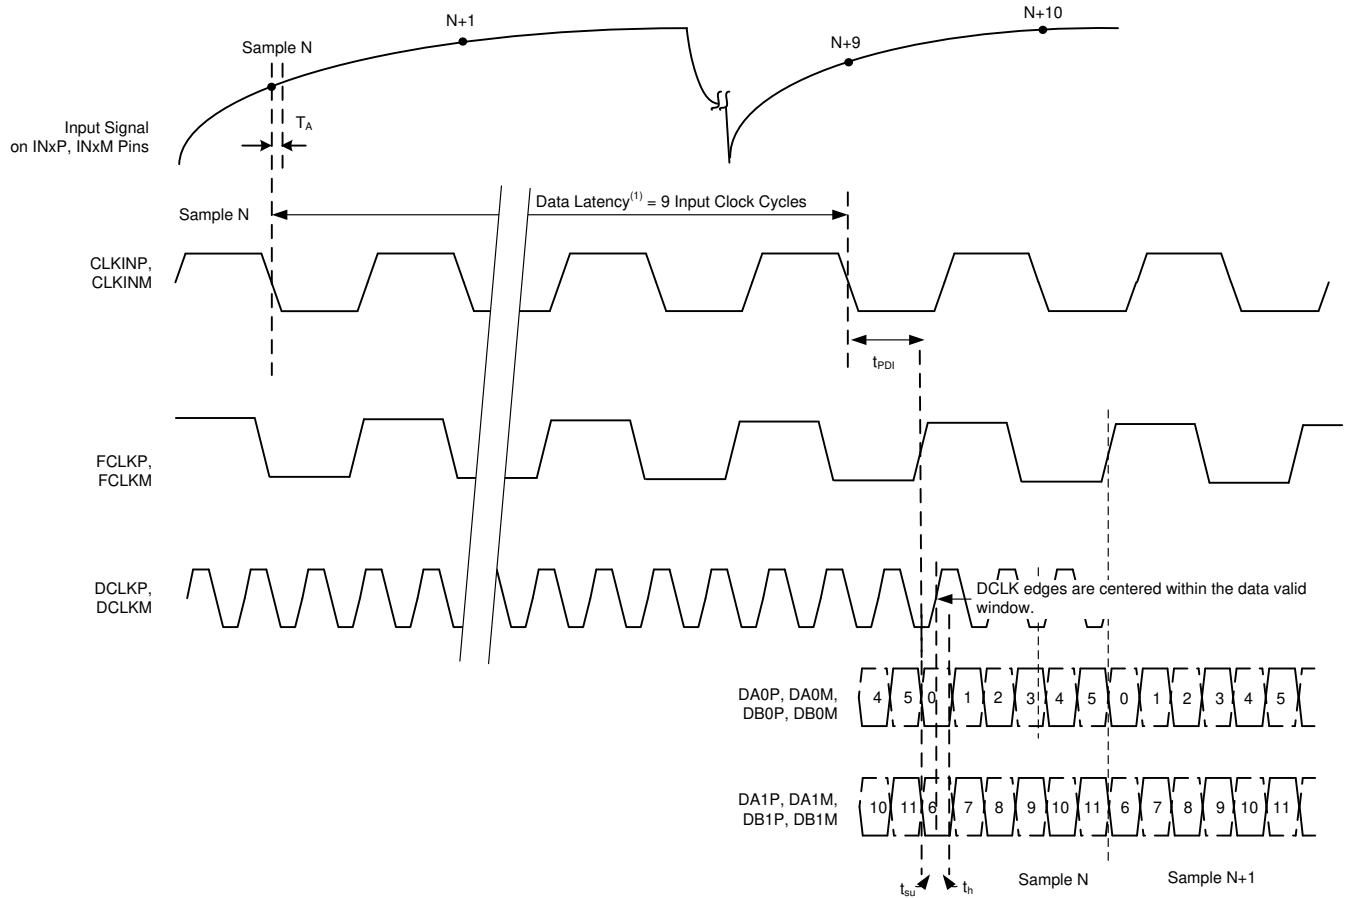 N+1
N+10
Sample N
N+9
TA
Input Signal
on INxP, INxM Pins
Data Latency(1) = 9 Input Clock Cycles
Sample N
CLKINP,
CLKINM
tPDI
FCLKP,
FCLKM
DCLKP,
DCLKM
DCLK edges are centered within the data valid
window.
DA0P, DA0M,
DB0P, DB0M
4 5 0 1 2 3 4 5 0 1 2 3 4 5
DA1P, DA1M,
DB1P, DB1M
10 11 6 7 8 9 10 11 6 7 8 9 10 11
tsu
th
Sample N
Sample N+1